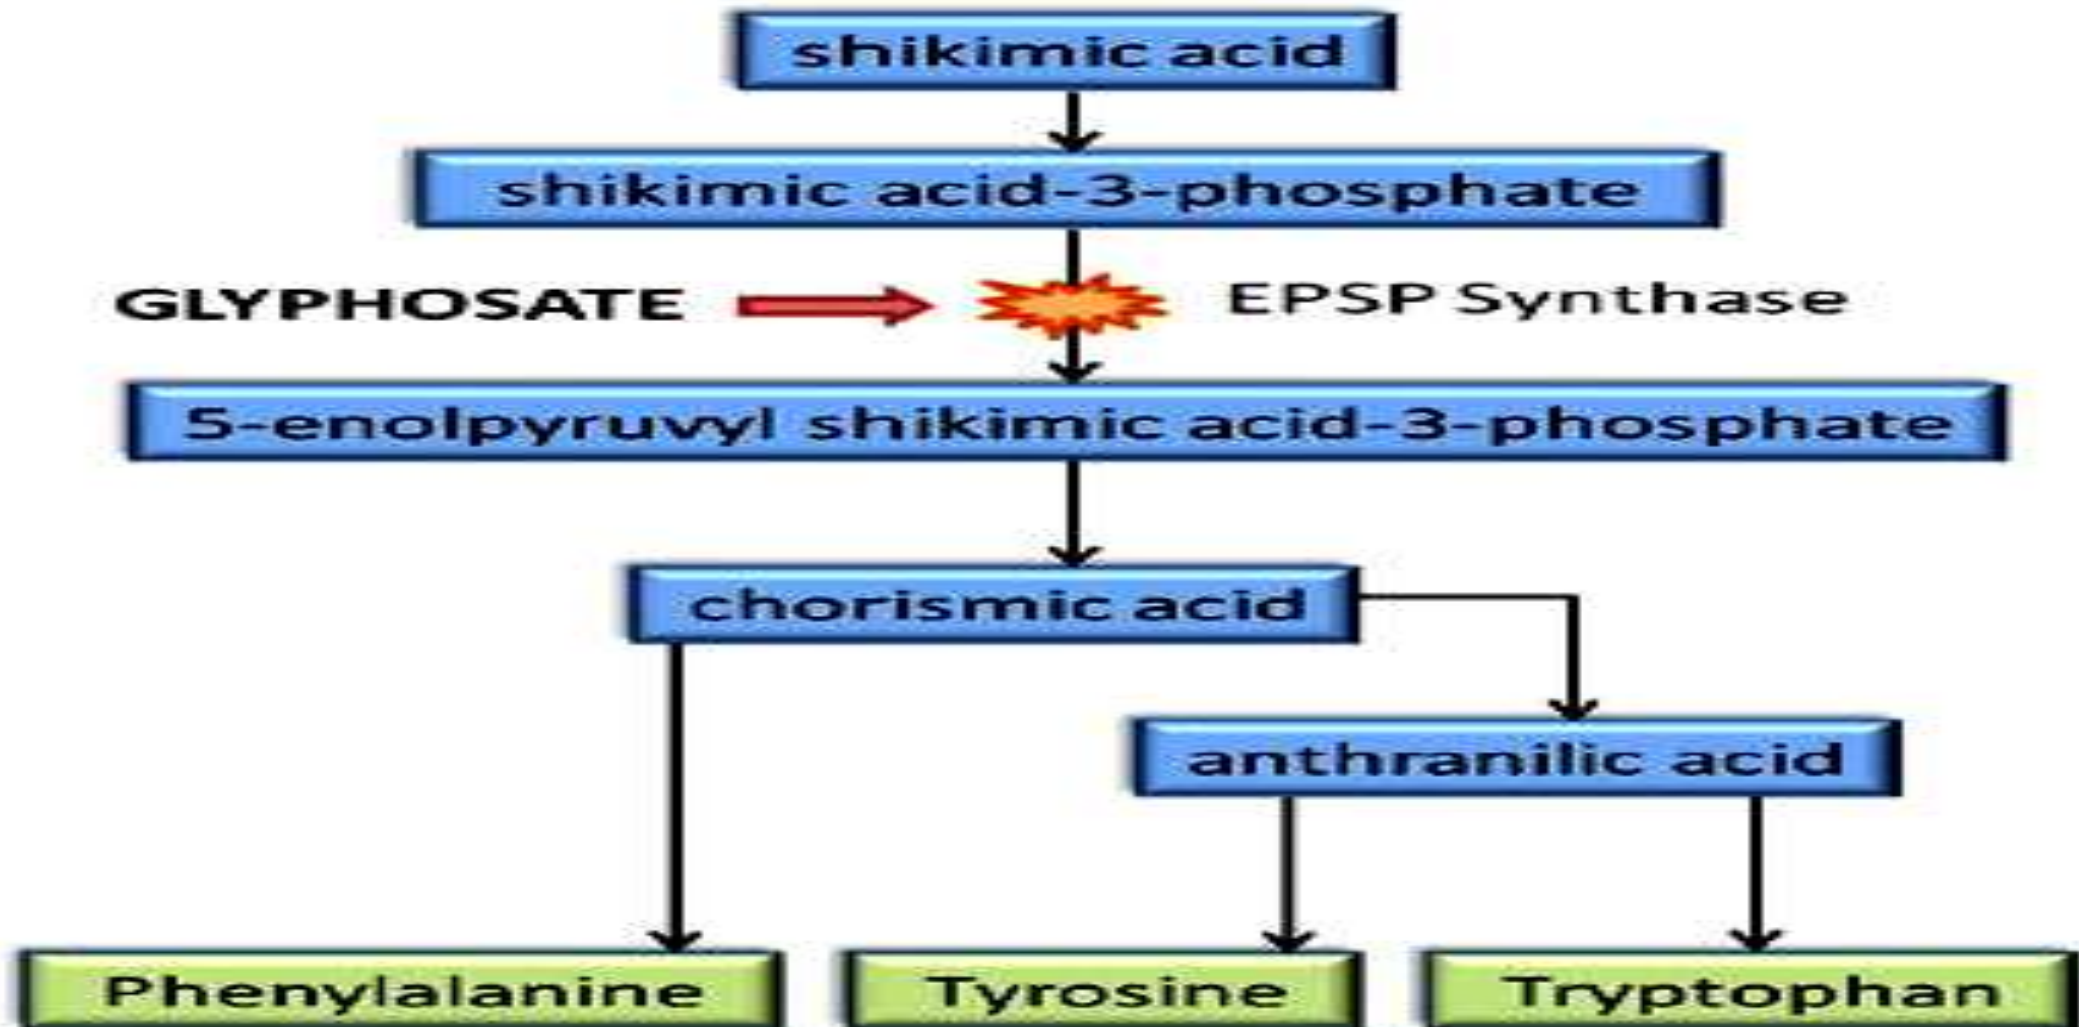 shikimic acid
shikimic acid-3-phosphate
GLYPHOSATE
EPSP Synthase
5-enolpyruvyl shikimic acid-3-phosphate
chorismic acid
anthranilic acid
Phenylalanine
Tyrosine
Tryptophan